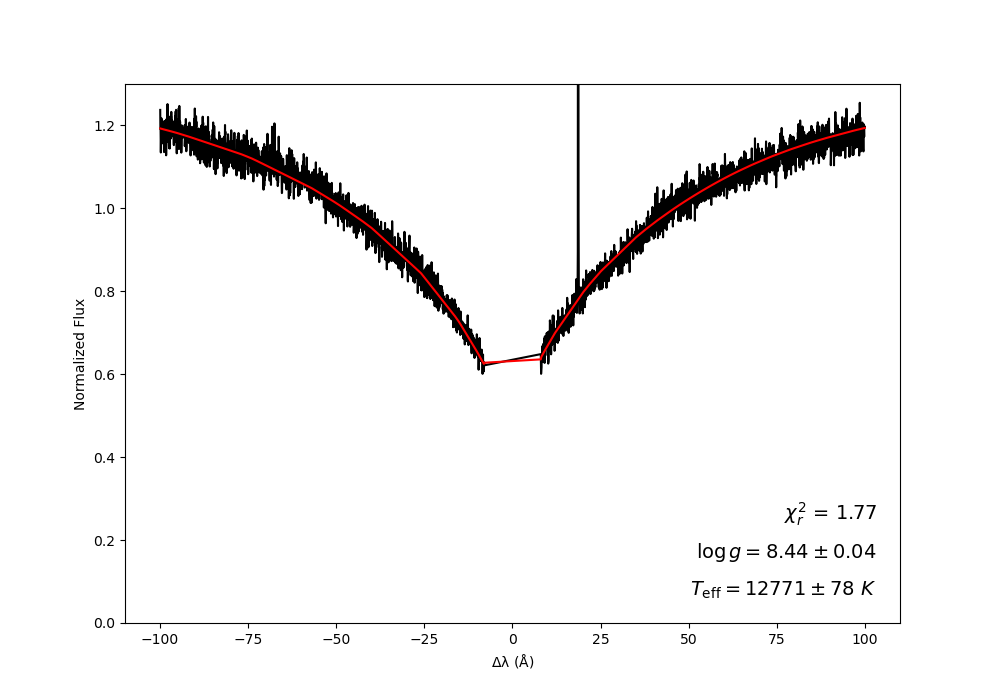 1.2
1.0
0.8
0.6
0.4
0.2
0.0
Normalized Flux
χ²ᵣ = 1.77
log g = 8.44 ± 0.04
T_eff = 12771 ± 78 K
−100 −75 −50 −25 0 25 50 75 100
Δλ (Å)